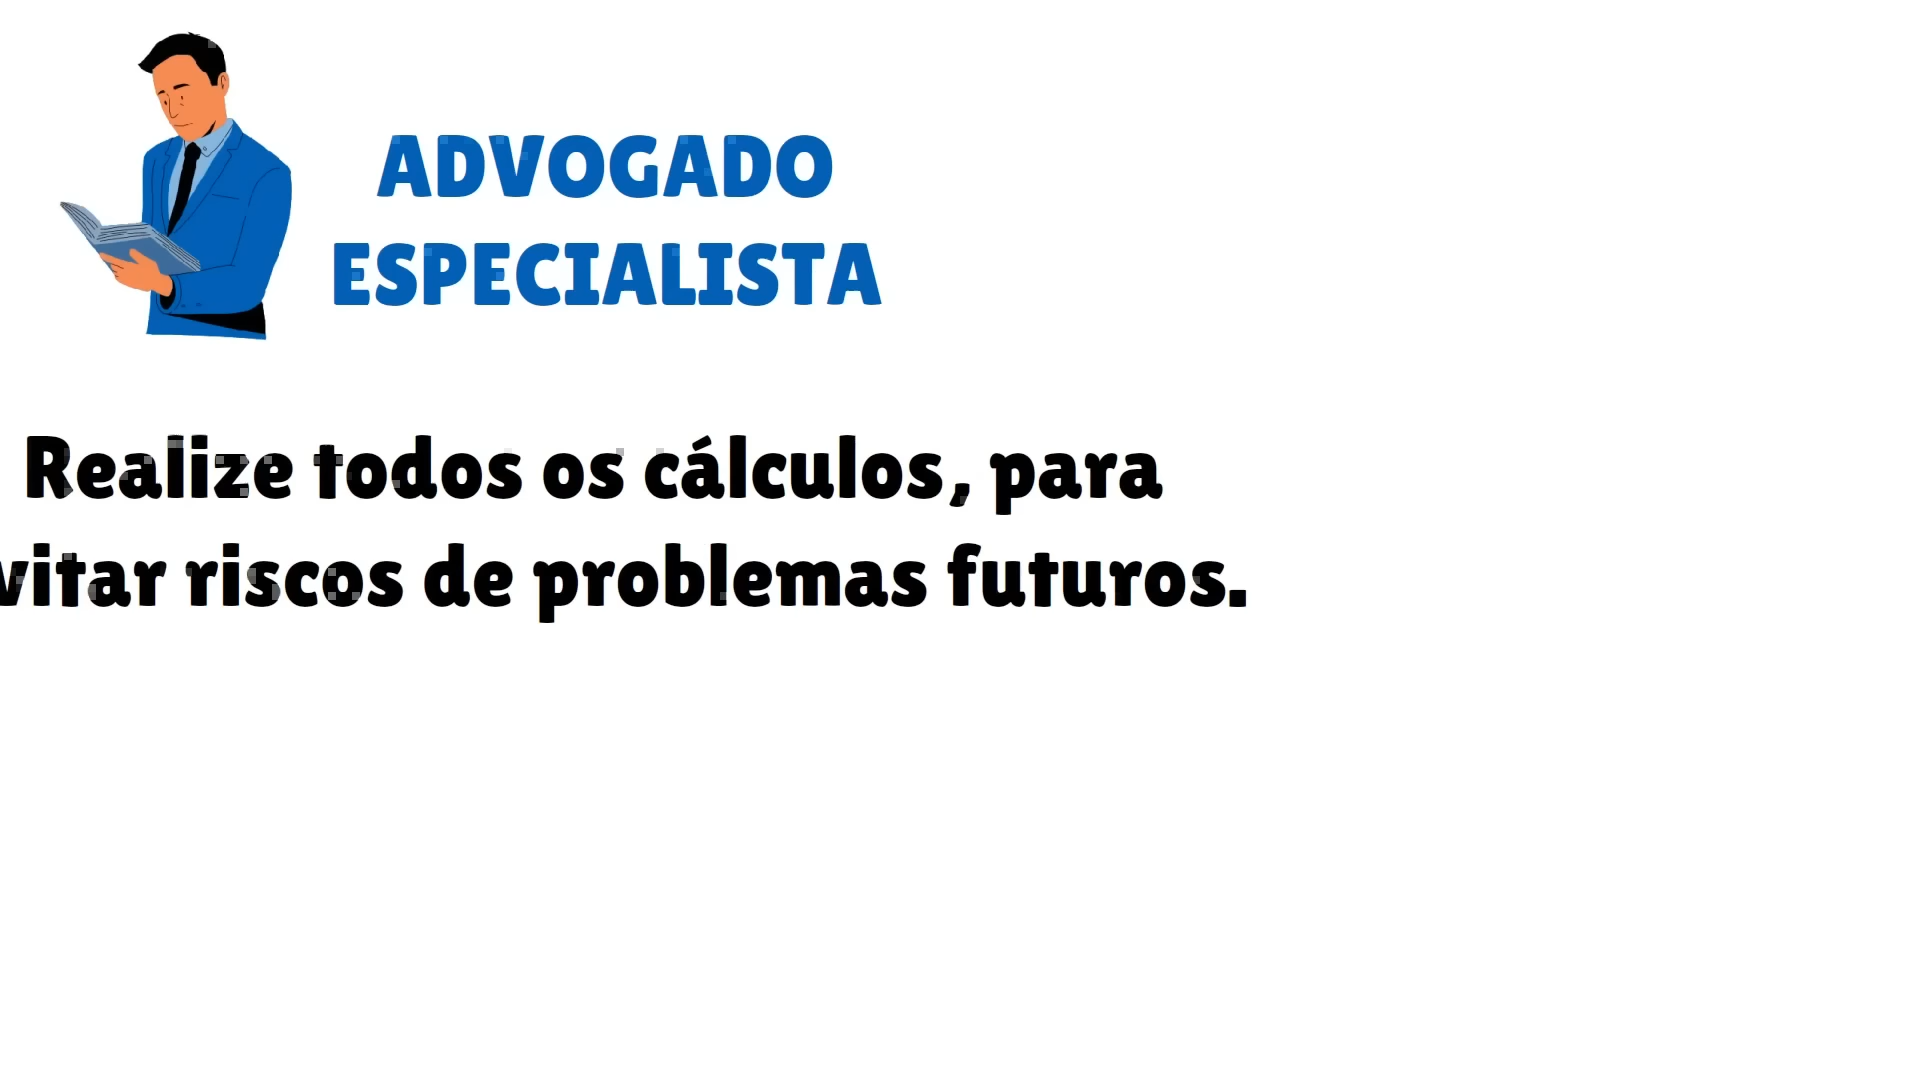 ADVOGADO
ESPECIALISTA
Realize todos os cálculos, para
vitar riscos de problemas futuros.